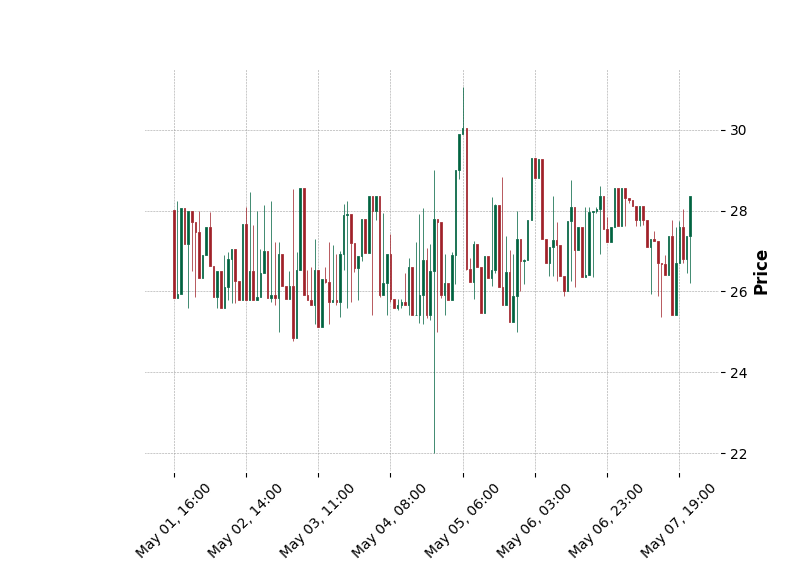 30
28
26
24
22
Price
May 01, 16:00
May 02, 14:00
May 03, 11:00
May 04, 08:00
May 05, 06:00
May 06, 03:00
May 06, 23:00
May 07, 19:00